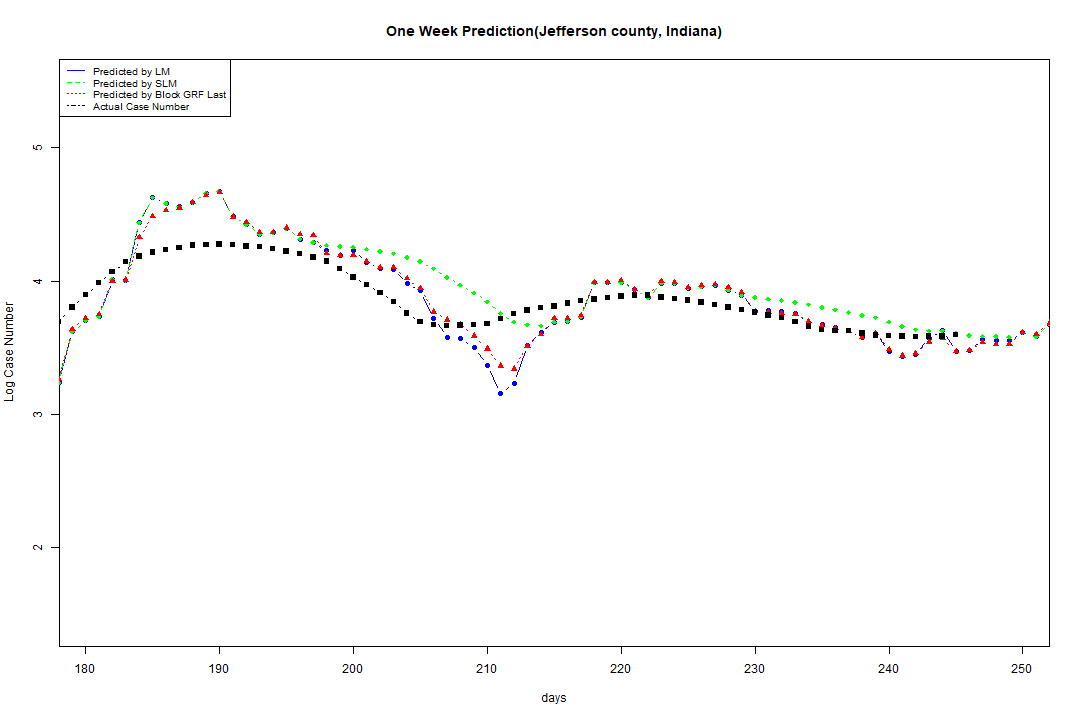 One Week Prediction(Jefferson county, Indiana)
Predicted by LM
Predicted by SLM
Predicted by Block GRF Last
Actual Case Number
5
4
3
2
Log Case Number
180 190 200 210 220 230 240 250
days